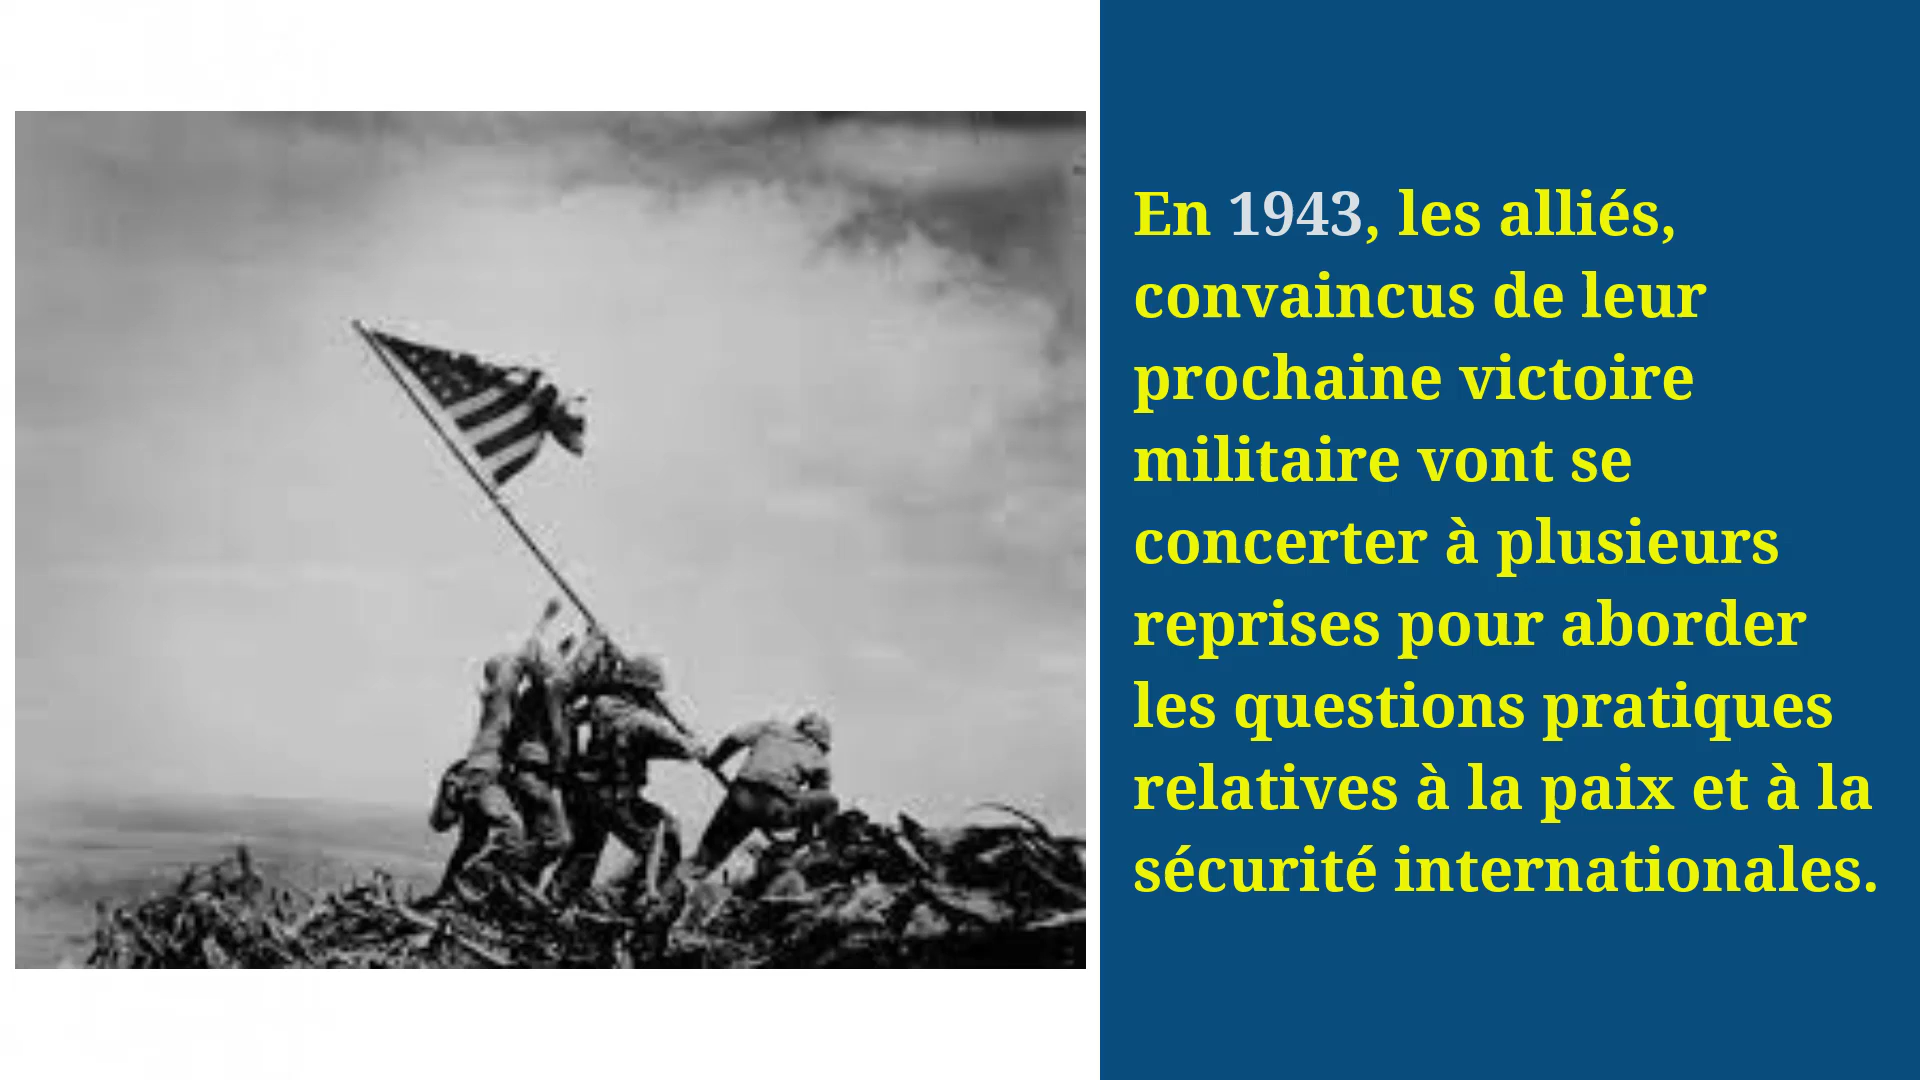 En 1943, les alliés,
convaincus de leur
prochaine victoire
militaire vont se
concerter à plusieurs
reprises pour aborder
les questions pratiques
relatives à la paix et à la
sécurité internationales.